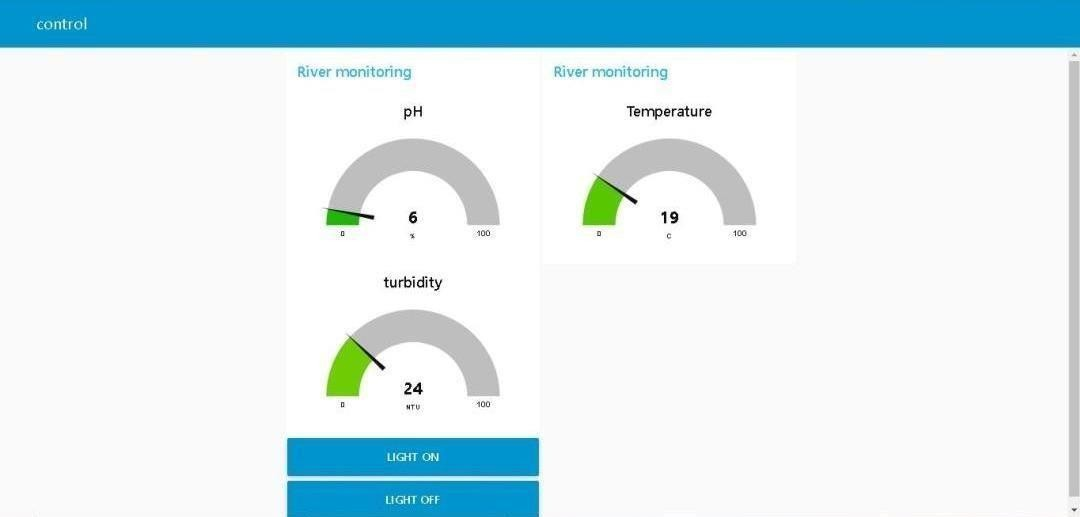 control
River monitoring
pH
6
%
0
100
turbidity
24
NTU
0
100
LIGHT ON
LIGHT OFF
River monitoring
Temperature
19
C
0
100